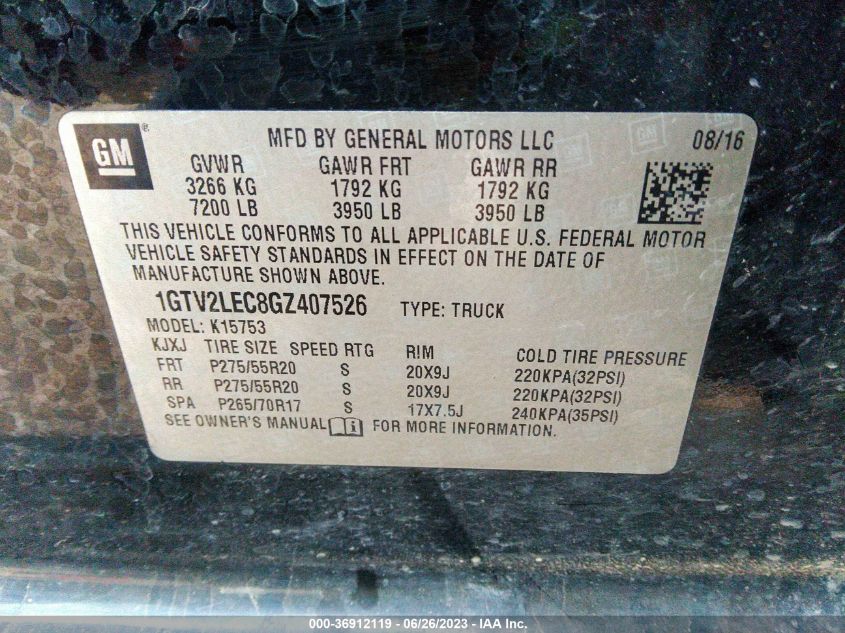 GM ®
MFD BY GENERAL MOTORS LLC 08/16
GVWR GAWR FRT GAWR RR
3266 KG 1792 KG 1792 KG
7200 LB 3950 LB 3950 LB
THIS VEHICLE CONFORMS TO ALL APPLICABLE U.S. FEDERAL MOTOR
VEHICLE SAFETY STANDARDS IN EFFECT ON THE DATE OF
MANUFACTURE SHOWN ABOVE.
1GTV2LEC8GZ407526 TYPE: TRUCK
MODEL: K15753
KJXJ TIRE SIZE SPEED RTG RIM COLD TIRE PRESSURE
FRT P275/55R20 S 20X9J 220KPA(32PSI)
RR P275/55R20 S 20X9J 220KPA(32PSI)
SPA P265/70R17 S 17X7.5J 240KPA(35PSI)
SEE OWNER'S MANUAL i FOR MORE INFORMATION.
000-36912119 - 06/26/2023 - IAA Inc.